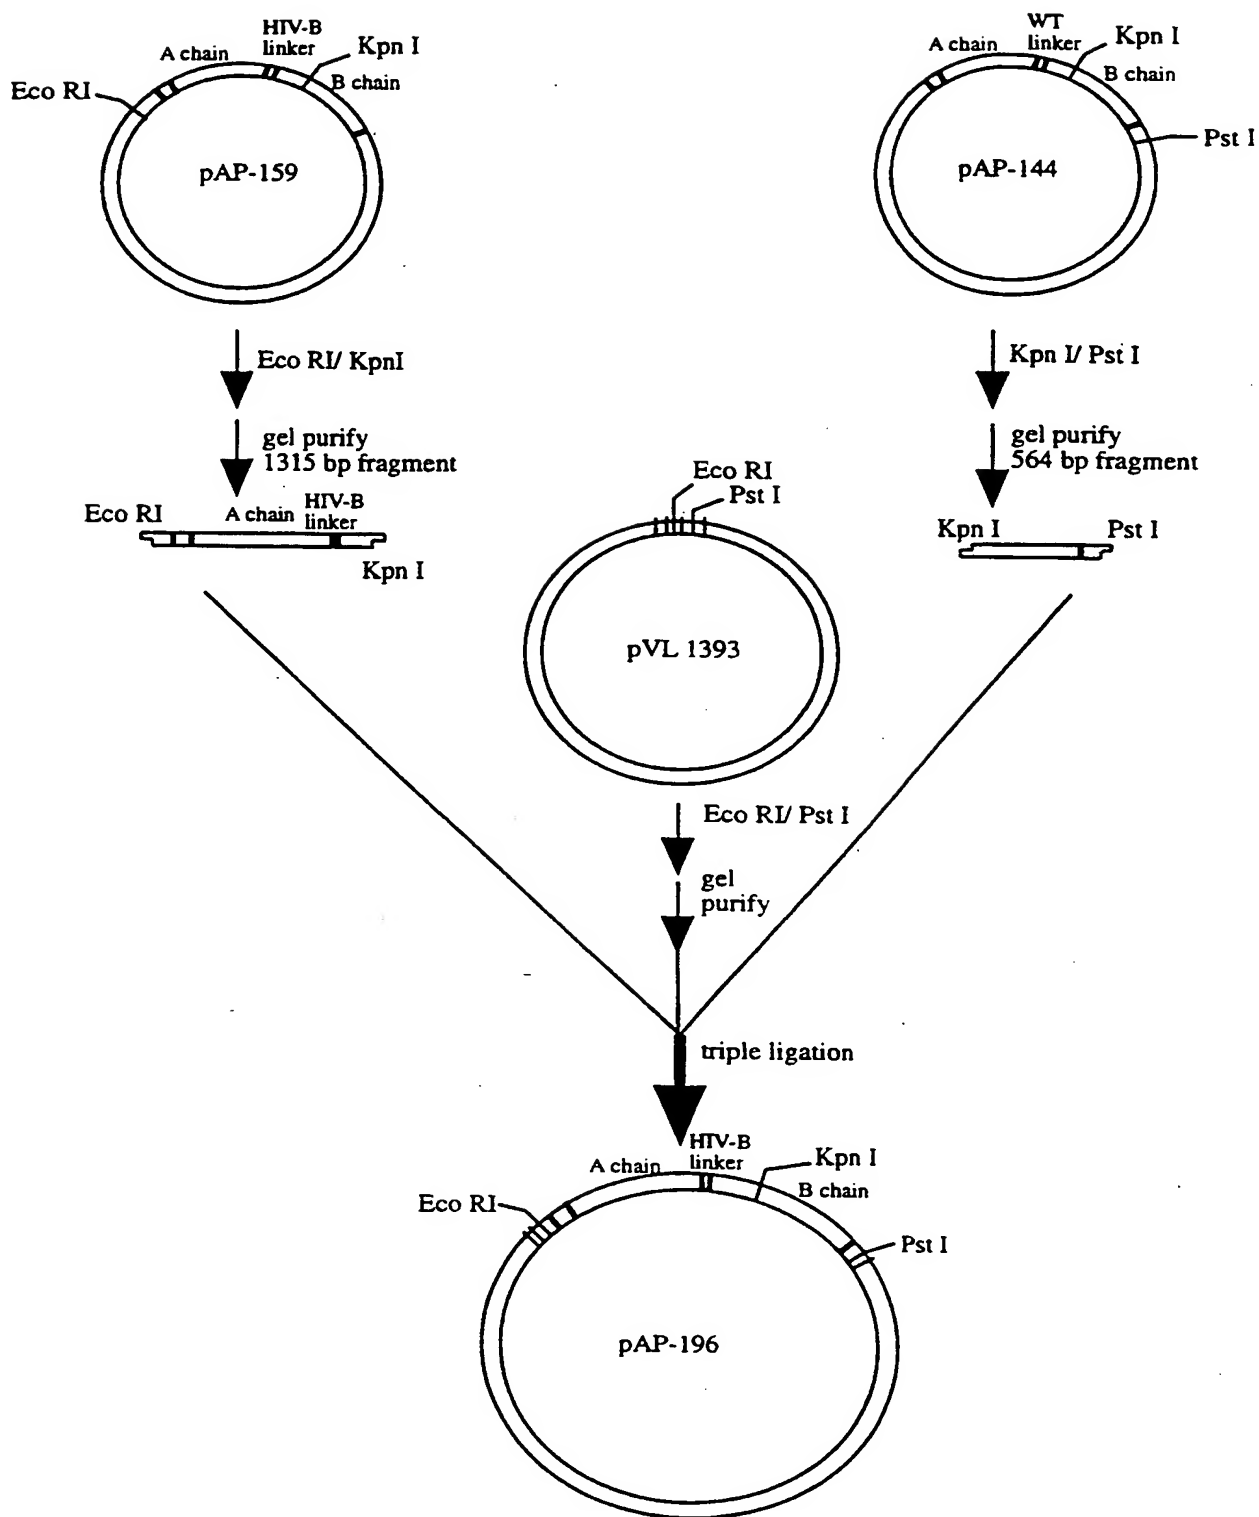 HIV-B
linker
A chain
Kpn I
B chain
Eco RI
pAP-159
WT
linker
A chain
Kpn I
B chain
Pst I
pAP-144
Eco RI/ KpnI
gel purify
1315 bp fragment
Kpn I/ Pst I
gel purify
564 bp fragment
Eco RI
A chain
HIV-B
linker
Kpn I
Eco RI
Pst I
Kpn I
Pst I
pVL 1393
Eco RI/ Pst I
gel
purify
triple ligation
HIV-B
linker
A chain
Kpn I
B chain
Eco RI
Pst I
pAP-196